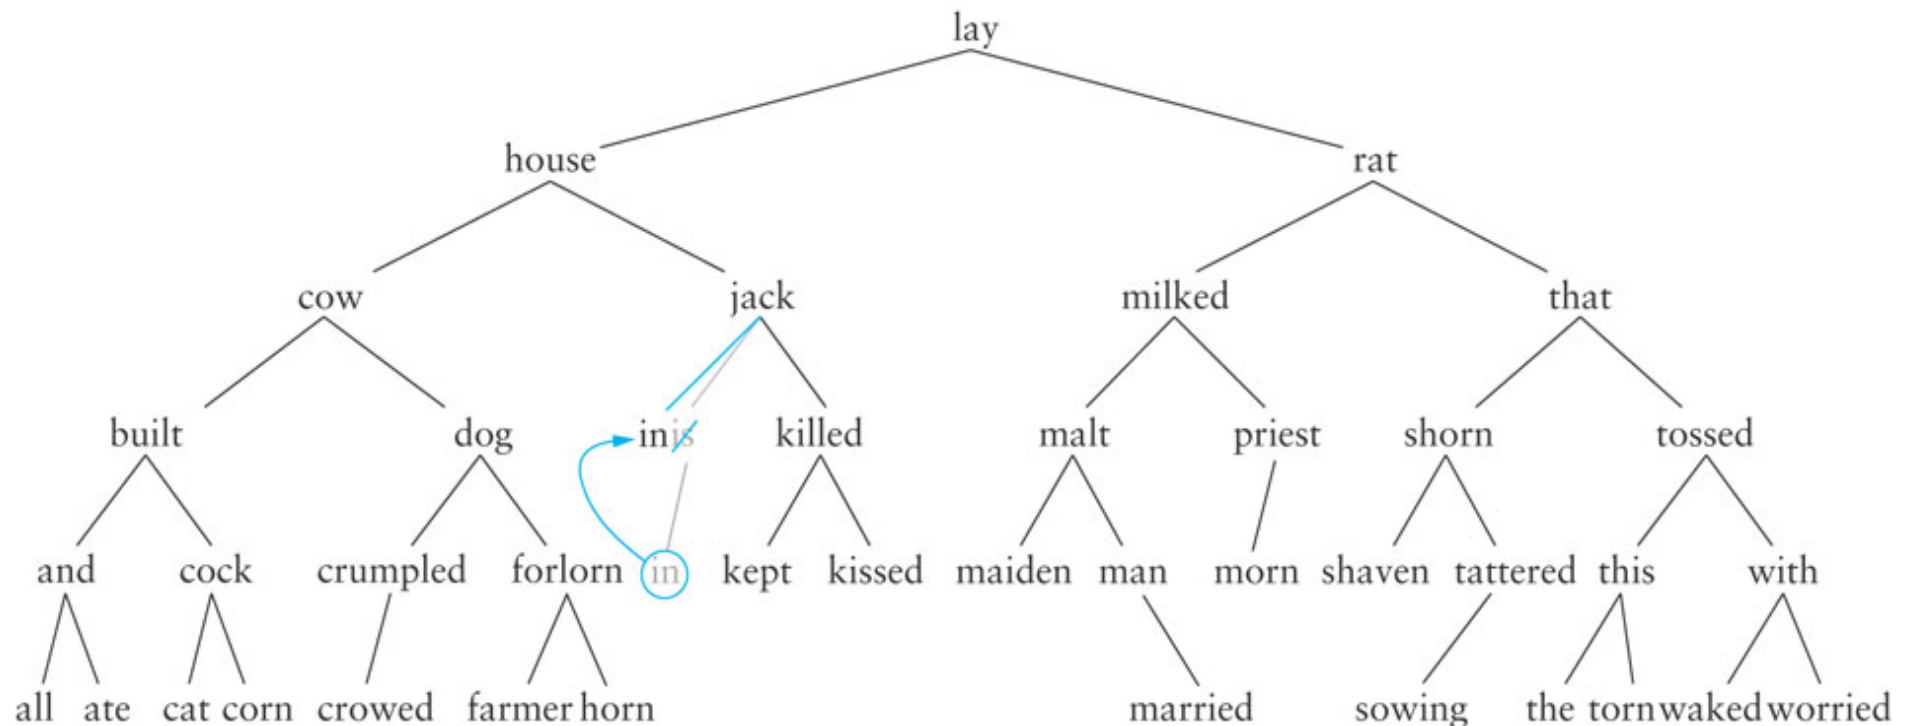 lay
house rat
cow jack milked that
built dog in is killed malt priest shorn tossed
and cock crumpled forlorn in kept kissed maiden man morn shaven tattered this with
all ate cat corn crowed farmer horn married sowing the torn waked worried